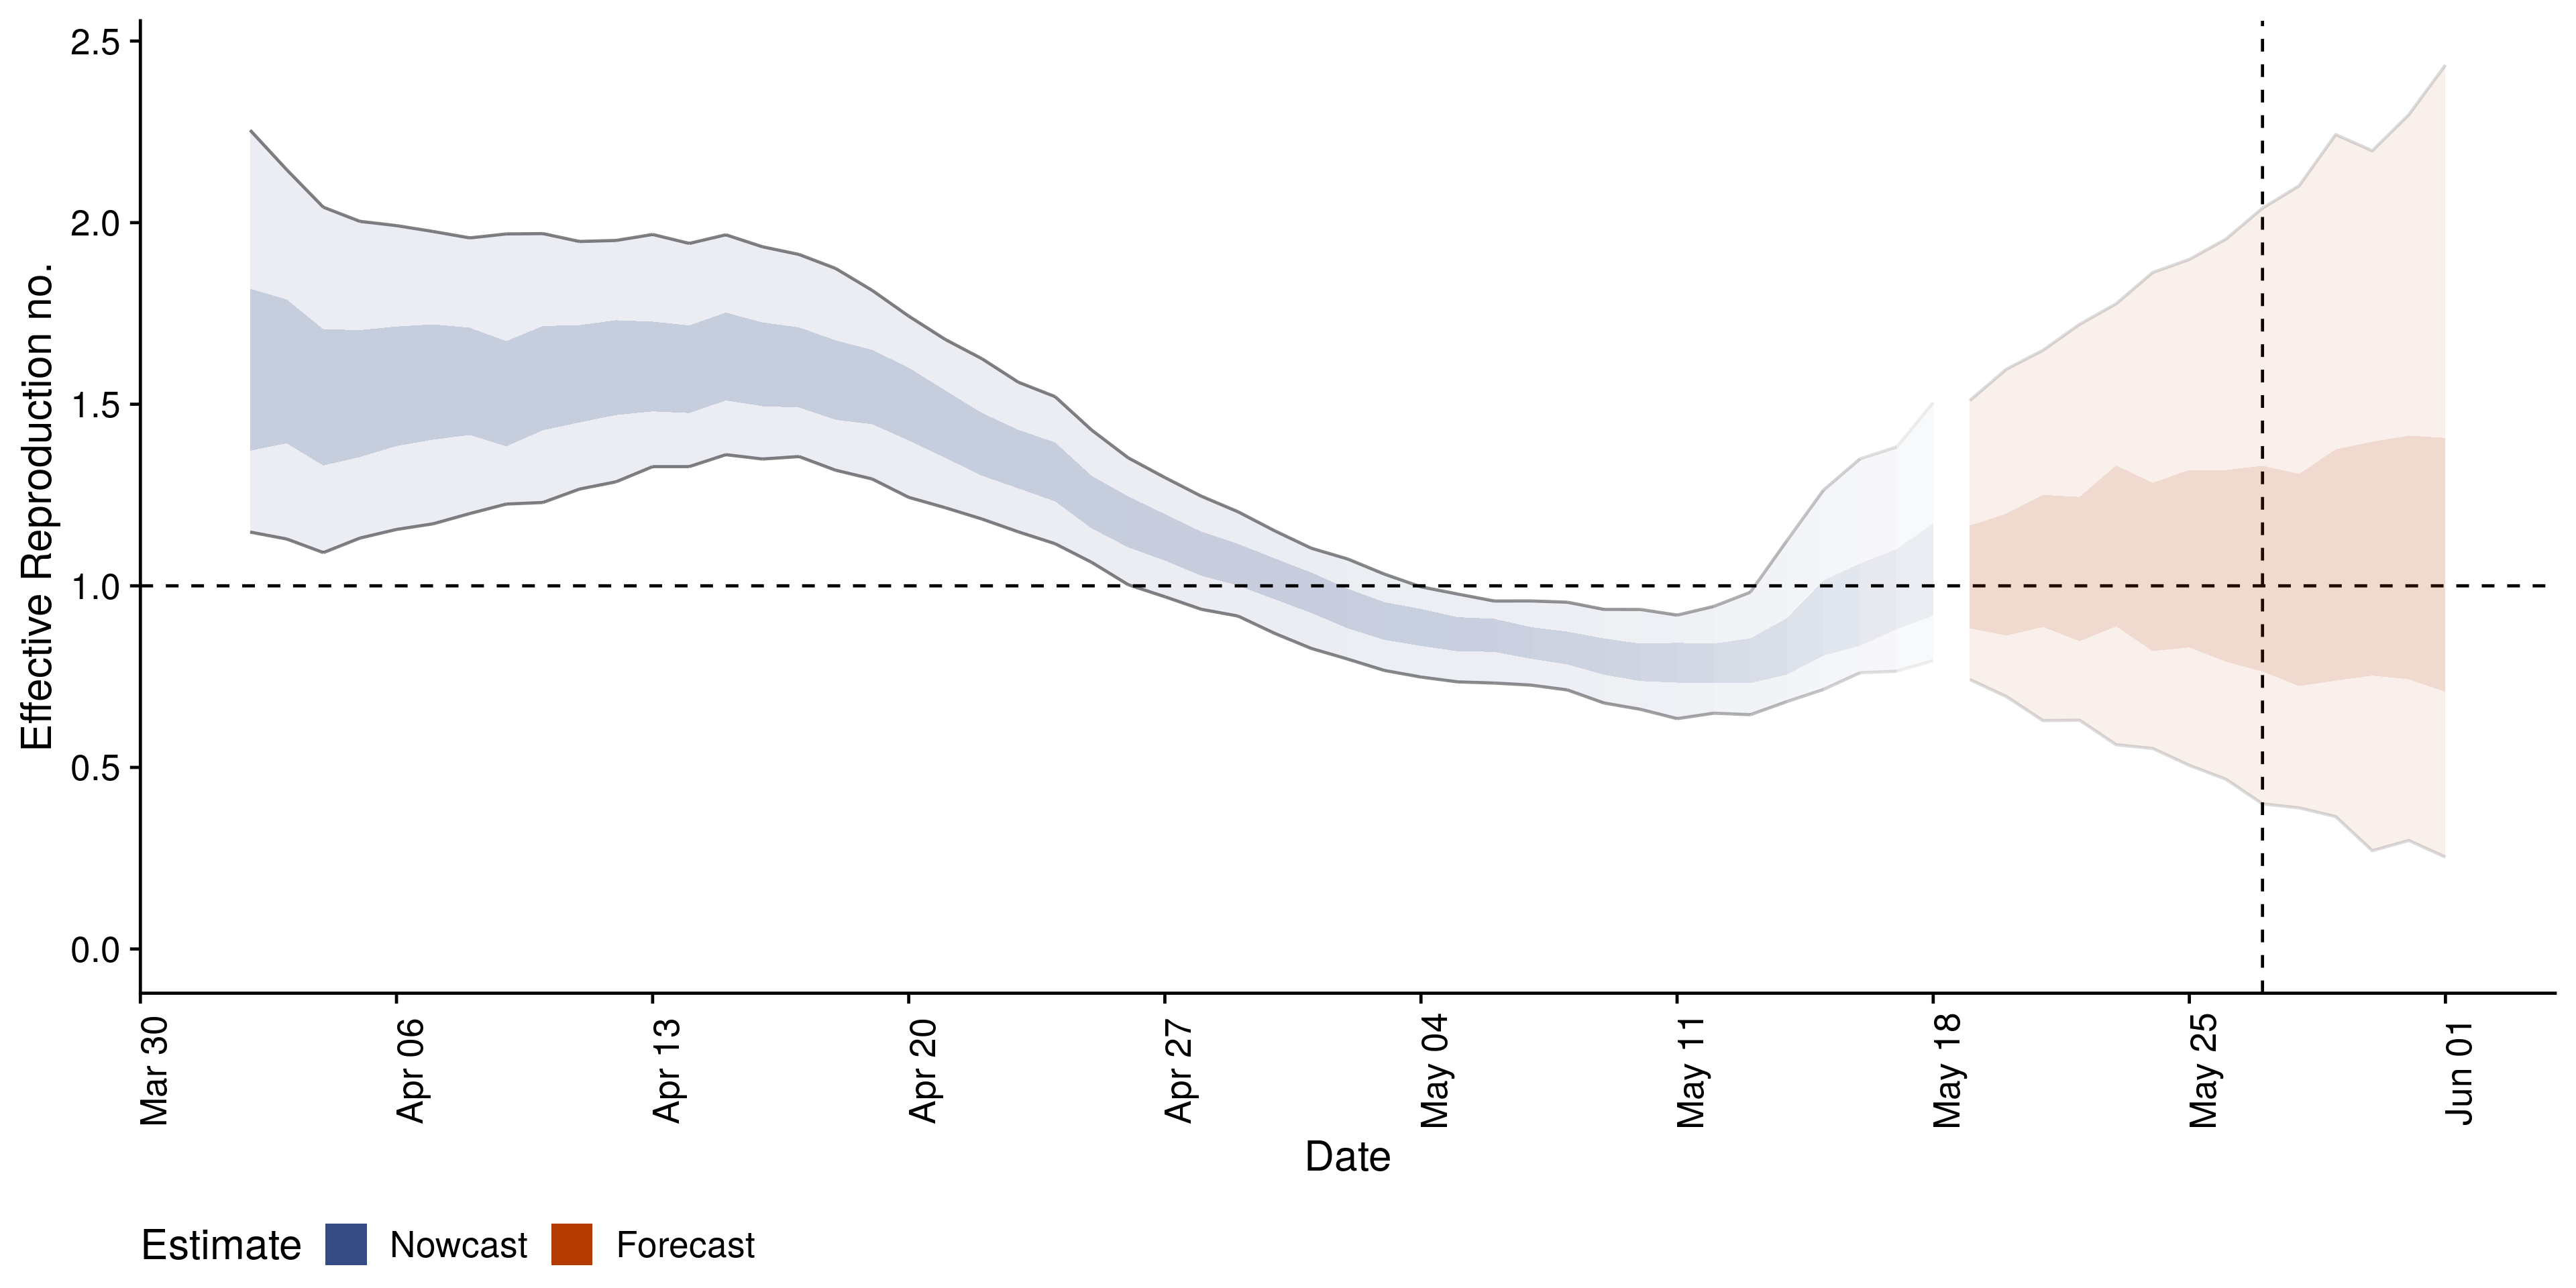 Effective Reproduction no.
2.5
2.0
1.5
1.0
0.5
0.0
Mar 30
Apr 06
Apr 13
Apr 20
Apr 27
May 04
May 11
May 18
May 25
Jun 01
Date
Estimate Nowcast Forecast